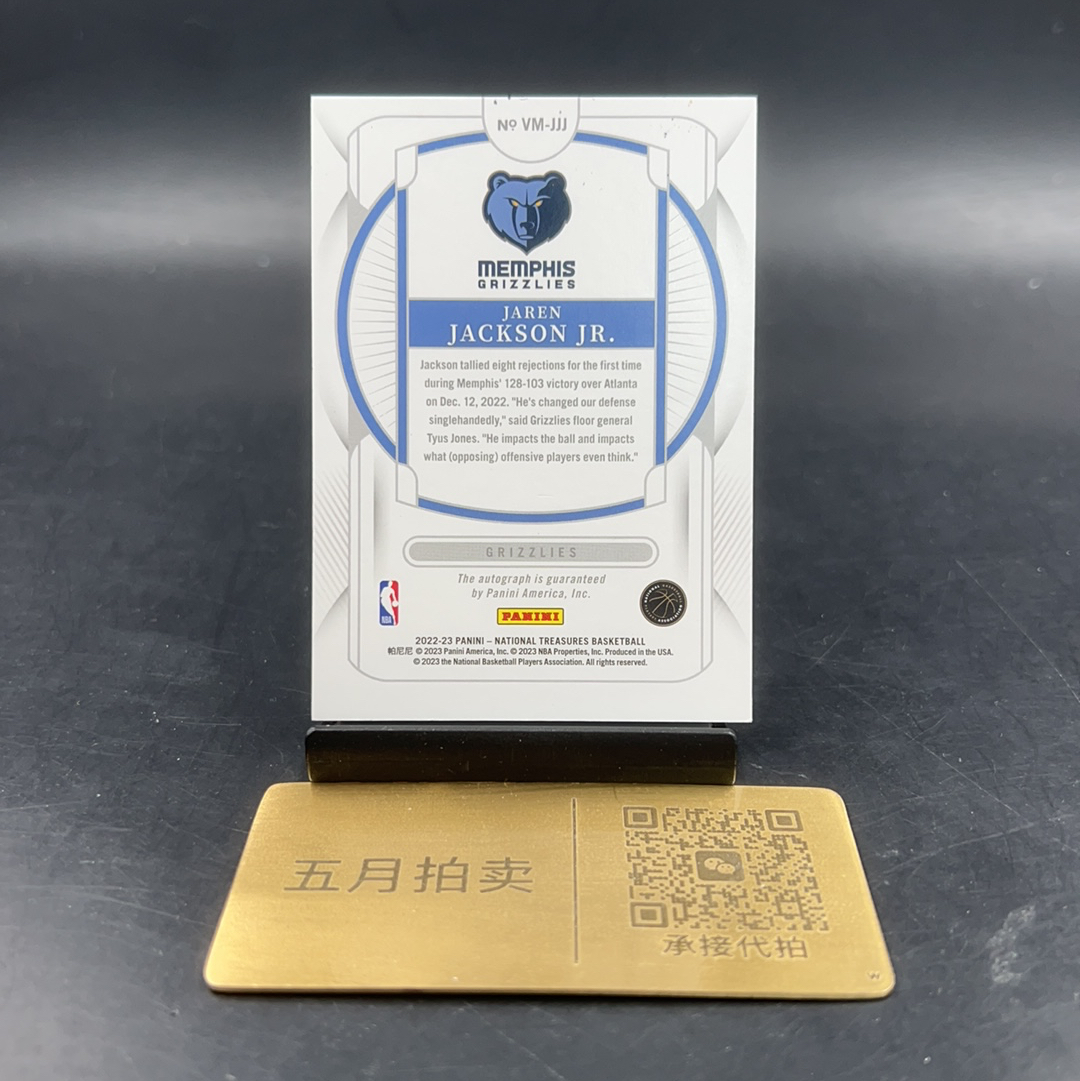 Nº VM-JJJ
MEMPHIS
GRIZZLIES
JAREN
JACKSON JR.
Jackson tallied eight rejections for the first time
during Memphis' 128-103 victory over Atlanta
on Dec. 12, 2022. "He's changed our defense
singlehandedly," said Grizzlies floor general
Tyus Jones. "He impacts the ball and impacts
what (opposing) offensive players even think."
GRIZZLIES
The autograph is guaranteed
by Panini America, Inc.
NBA
PANINI
2022-23 PANINI – NATIONAL TREASURES BASKETBALL
帕尼尼 © 2023 Panini America, Inc. © 2023 NBA Properties, Inc. Produced in the USA.
© 2023 the National Basketball Players Association. All rights reserved.
五月拍卖
承接代拍
W